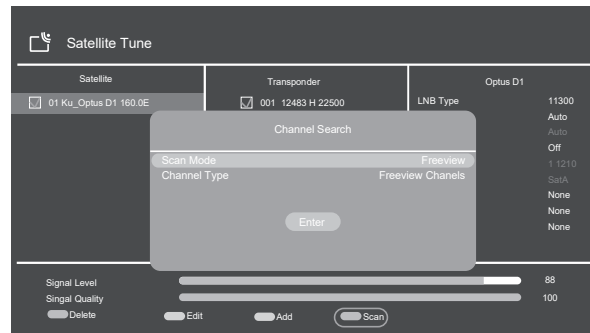 Satellite Tune
Satellite
Transponder
Optus D1
01 Ku_Optus D1 160.0E
001 12483 H 22500
LNB Type
11300
Auto
Auto
Off
1 1210
SatA
None
None
None
Channel Search
Scan Mode
Freeview
Channel Type
Freeview Chanels
Enter
Signal Level
88
Singal Quality
100
Delete
Edit
Add
Scan